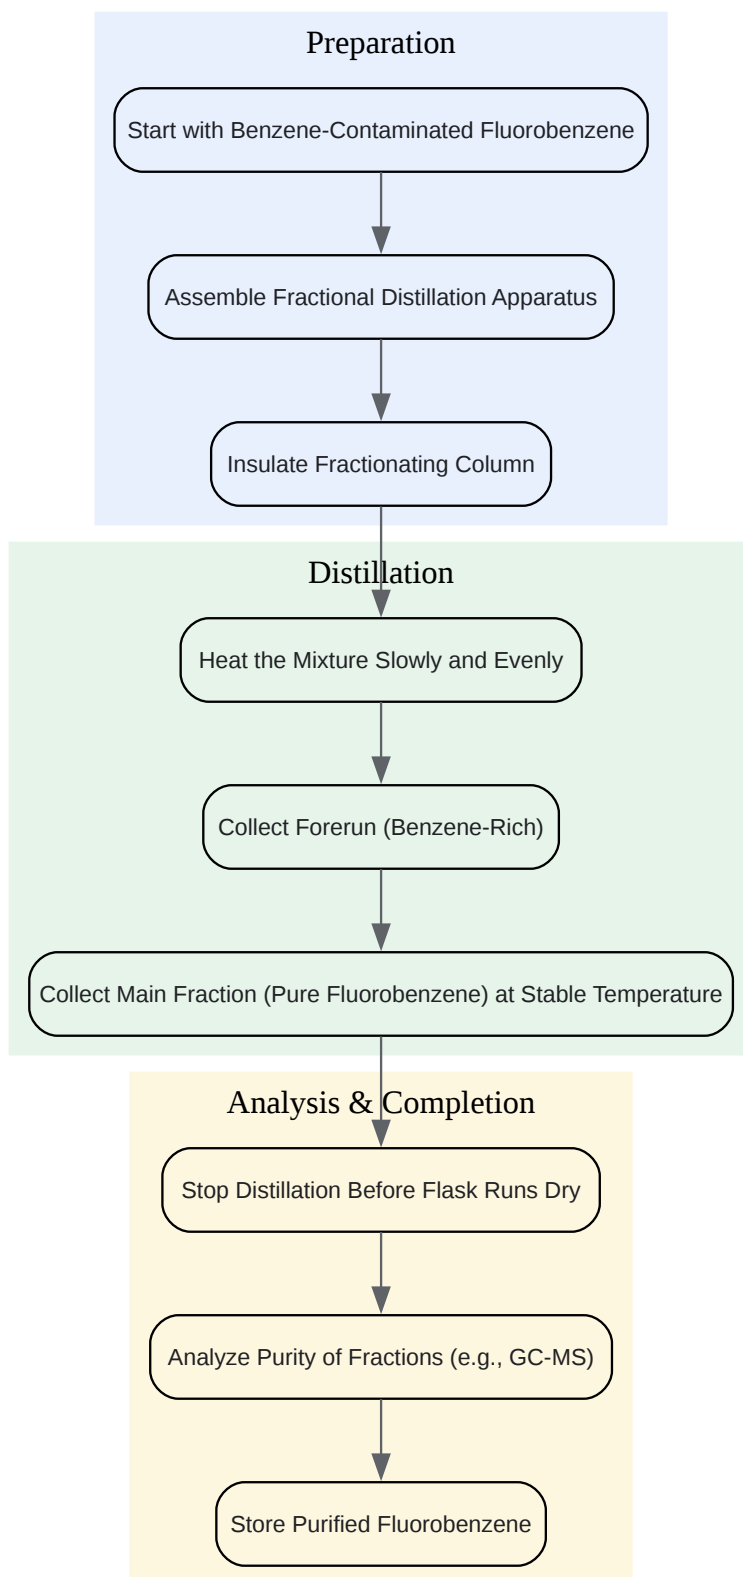 Preparation
Start with Benzene-Contaminated Fluorobenzene
Assemble Fractional Distillation Apparatus
Insulate Fractionating Column
Distillation
Heat the Mixture Slowly and Evenly
Collect Forerun (Benzene-Rich)
Collect Main Fraction (Pure Fluorobenzene) at Stable Temperature
Analysis & Completion
Stop Distillation Before Flask Runs Dry
Analyze Purity of Fractions (e.g., GC-MS)
Store Purified Fluorobenzene